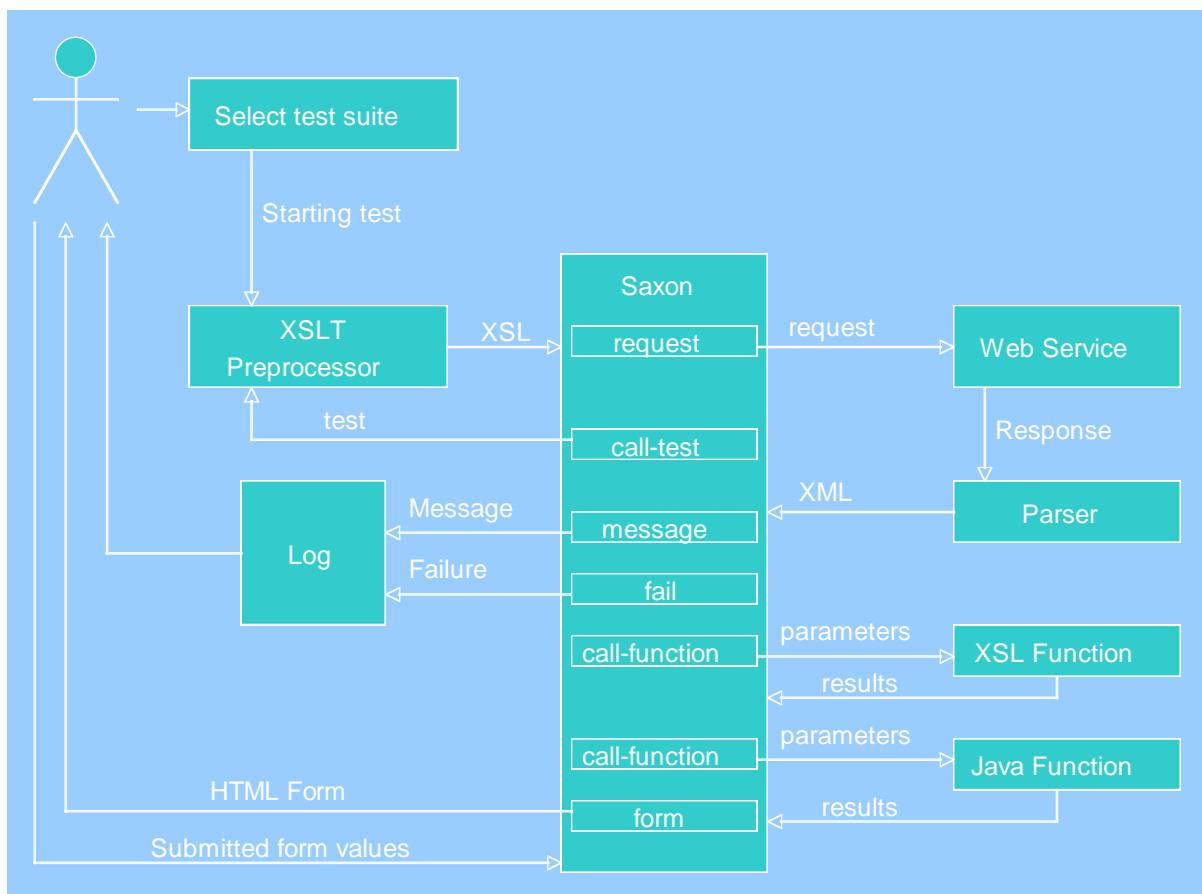 Select test suite
Starting test
Saxon
XSLT
Preprocessor
XSL
request
request
Web Service
test
call-test
Response
XML
Parser
Message
message
Log
Failure
fail
parameters
call-function
XSL Function
results
parameters
call-function
Java Function
HTML Form
form
results
Submitted form values